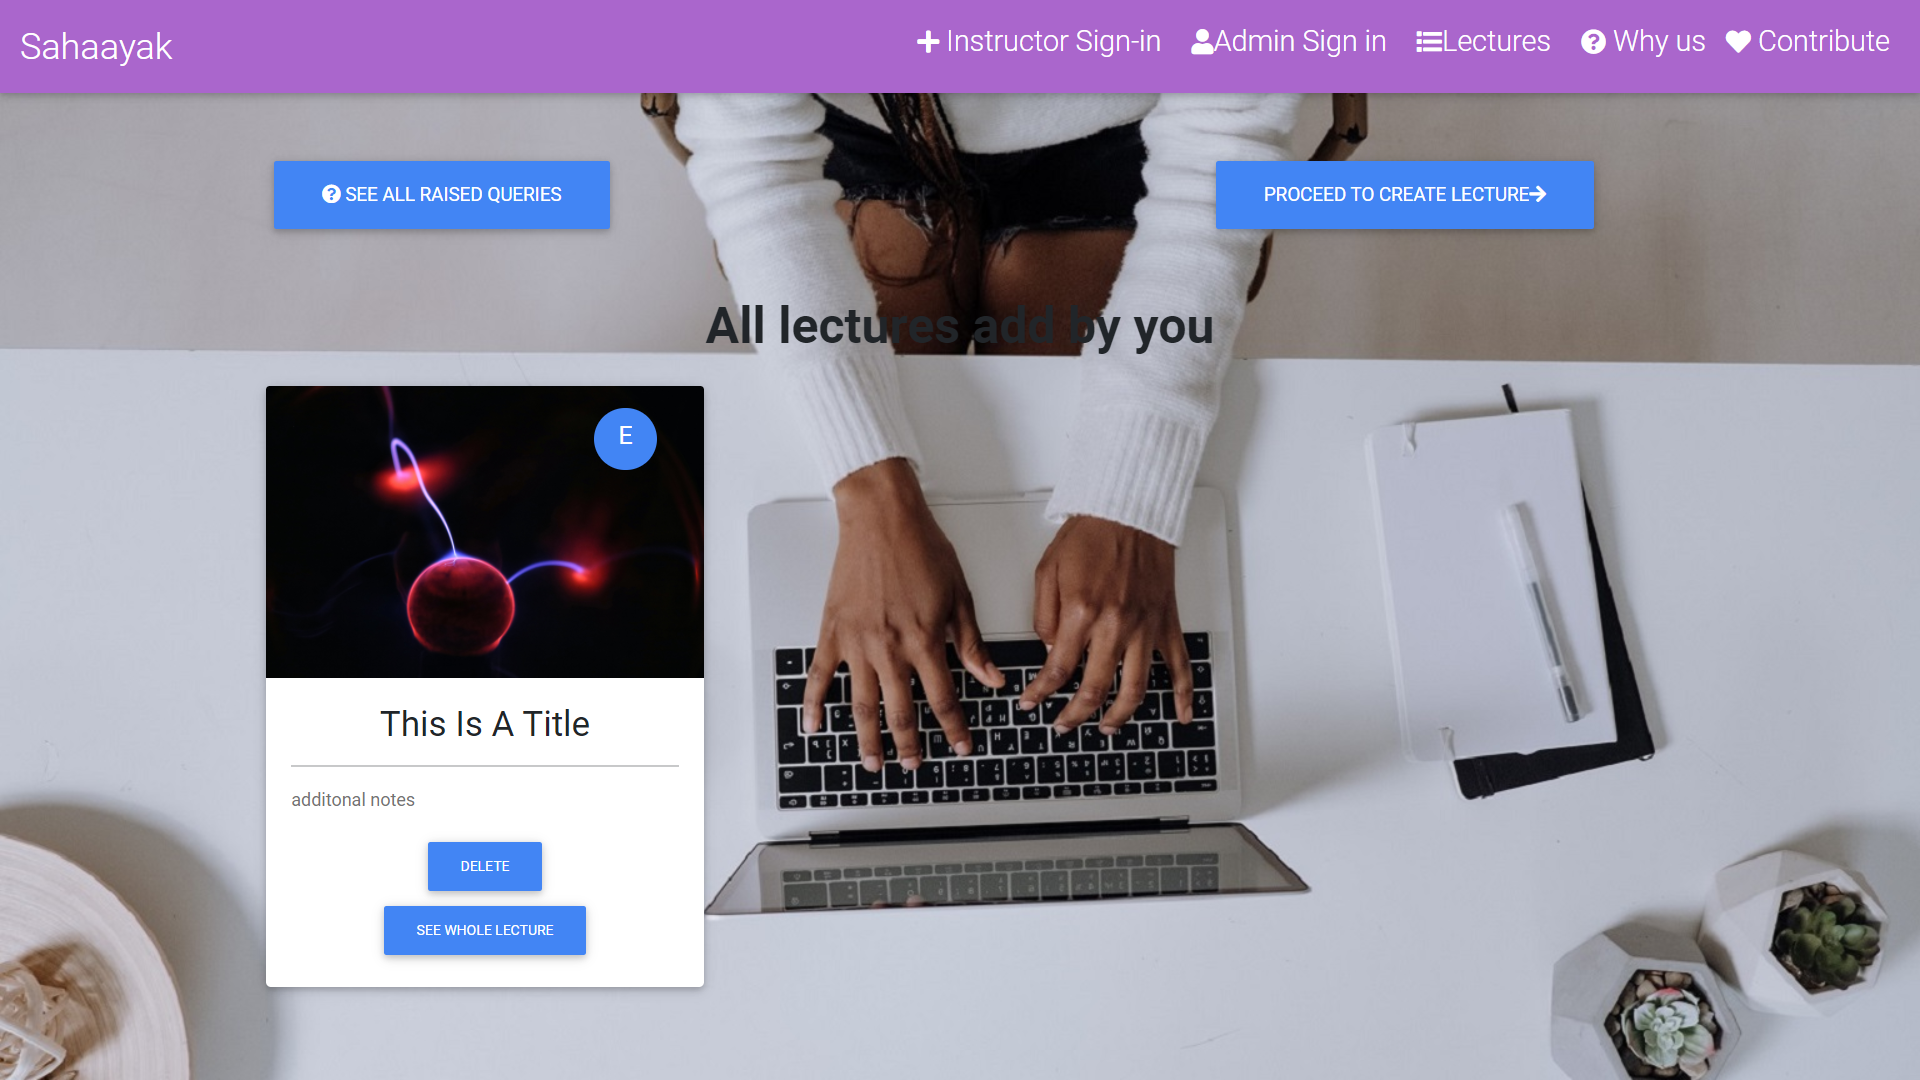 Sahaayak
Instructor Sign-in
Admin Sign in
Lectures
Why us
Contribute
SEE ALL RAISED QUERIES
PROCEED TO CREATE LECTURE
All lectures add by you
E
This Is A Title
additonal notes
DELETE
SEE WHOLE LECTURE